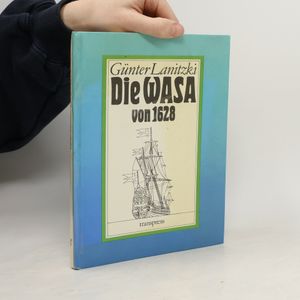 Günter Lanitzki
Die WASA
von 1628
transpress